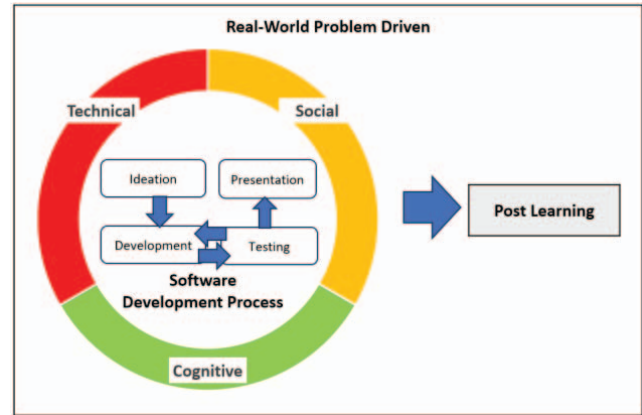 Real-World Problem Driven
Technical
Social
Ideation
Presentation
Development
Testing
Software
Development Process
Cognitive
Post Learning